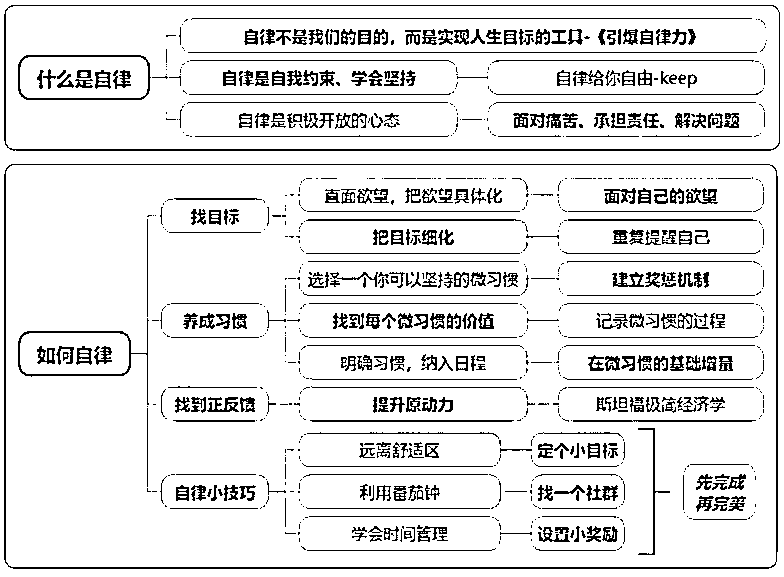 什么是自律
自律不是我们的目的，而是实现人生目标的工具-《引爆自律力》
自律是自我约束、学会坚持
自律给你自由-keep
自律是积极开放的心态
面对痛苦、承担责任、解决问题
如何自律
找目标
直面欲望，把欲望具体化
面对自己的欲望
把目标细化
重复提醒自己
养成习惯
选择一个你可以坚持的微习惯
建立奖惩机制
找到每个微习惯的价值
记录微习惯的过程
明确习惯，纳入日程
在微习惯的基础增量
找到正反馈
提升原动力
斯坦福极简经济学
自律小技巧
远离舒适区
定个小目标
利用番茄钟
找一个社群
学会时间管理
设置小奖励
先完成
再完美